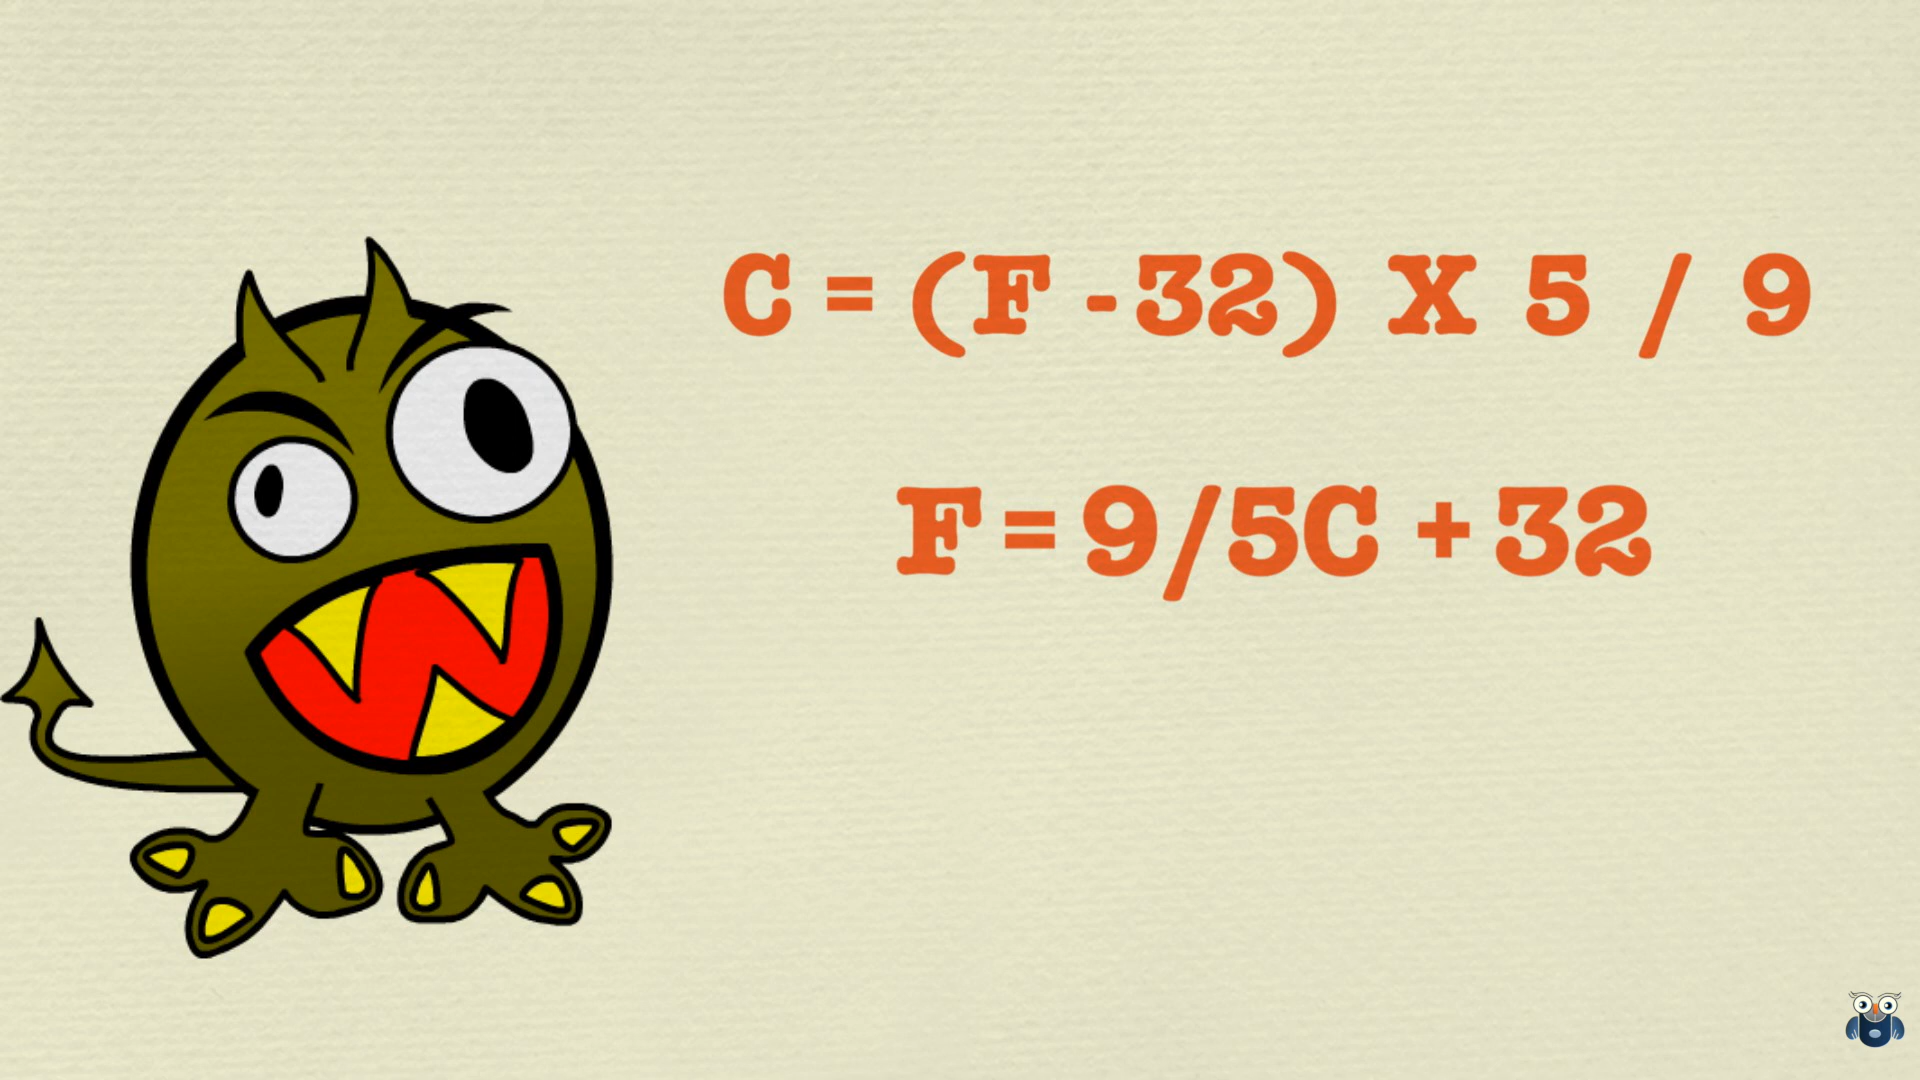 C = (F -32) X 5 / 9
F = 9/5C + 32